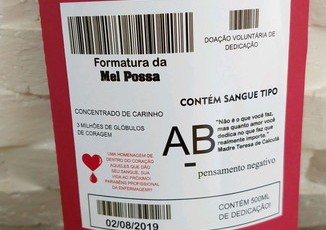 DOAÇÃO VOLUNTÁRIA DE
DEDICAÇÃO
Formatura da
Mel Possa
CONTÉM SANGUE TIPO
CONCENTRADO DE CARINHO
3 MILHÕES DE GLÓBULOS
DE CORAGEM
AB
-
"Não é o que você faz,
mas quanto amor você
dedica no que faz que
realmente importa."
Madre Teresa de Calcutá
pensamento negativo
UMA HOMENAGEM DE
DENTRO DO CORAÇÃO
AQUELES QUE DÃO
SEU SANGUE, SUA
VIDA AO PRÓXIMO!
PARABÉNS PROFISSIONAL
DA ENFERMAGEM!
02/08/2019
CONTÉM 500ML
DE DEDICAÇÃO!